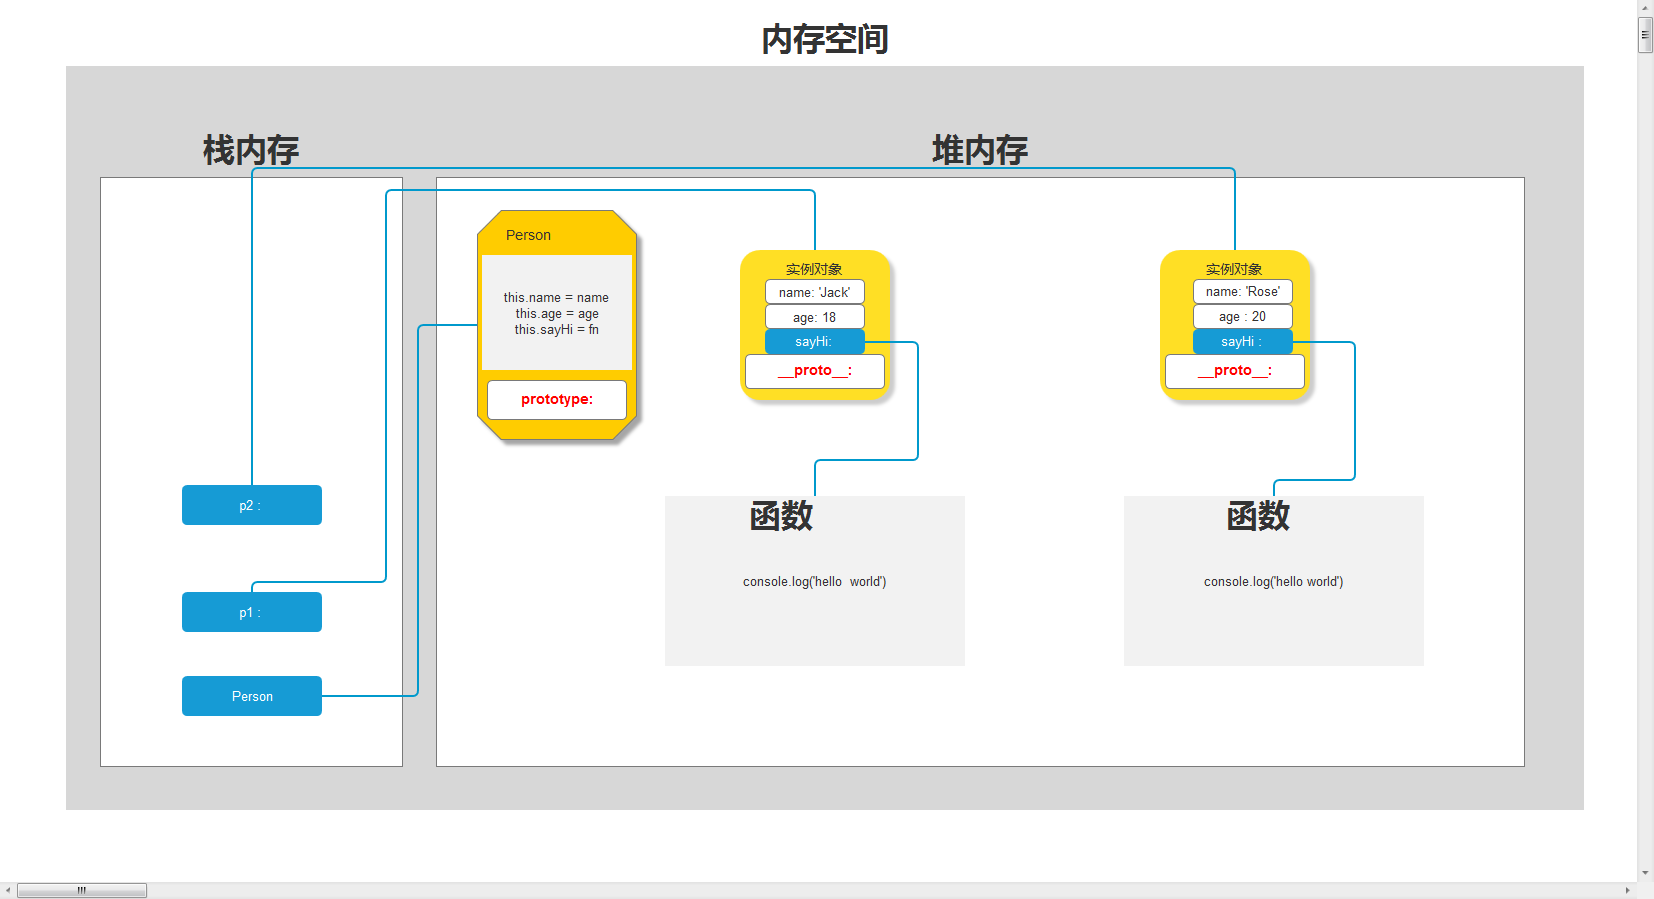 内存空间
栈内存
堆内存
Person
this.name = name
this.age = age
this.sayHi = fn
prototype:
实例对象
name: 'Jack'
age: 18
sayHi:
__proto__:
实例对象
name: 'Rose'
age : 20
sayHi :
__proto__:
p2 :
p1 :
Person
函数
console.log('hello  world')
函数
console.log('hello world')